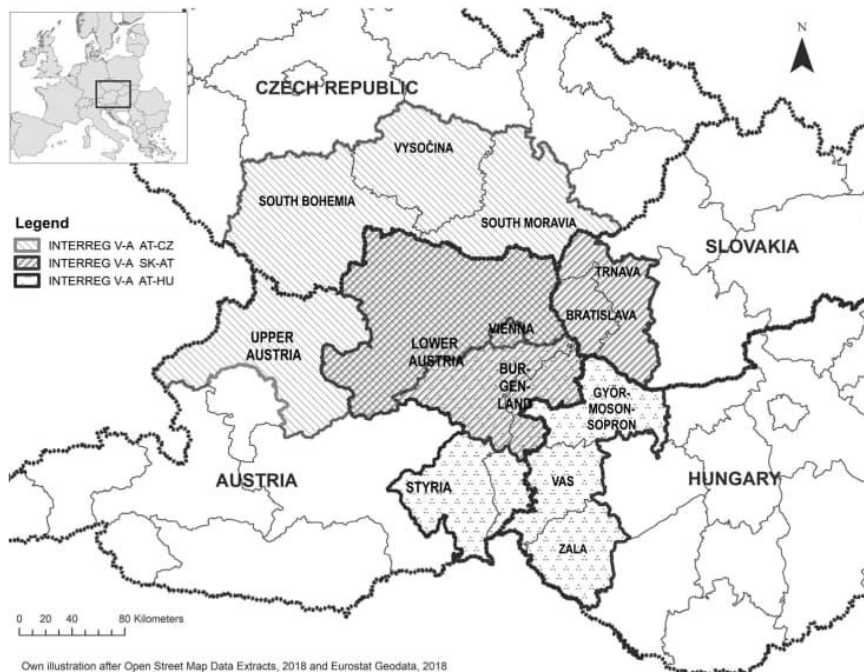 N
CZECH REPUBLIC
VYSOČINA
SOUTH BOHEMIA
SOUTH MORAVIA
Legend
INTERREG V-A AT-CZ
INTERREG V-A SK-AT
INTERREG V-A AT-HU
SLOVAKIA
TRNAVA
BRATISLAVA
VIENNA
UPPER
AUSTRIA
LOWER
AUSTRIA
BUR-
GEN-
LAND
GYÖR-
MOSON-
SOPRON
AUSTRIA
STYRIA
VAS
HUNGARY
ZALA
0 20 40 80 Kilometers
Own illustration after Open Street Map Data Extracts, 2018 and Eurostat Geodata, 2018